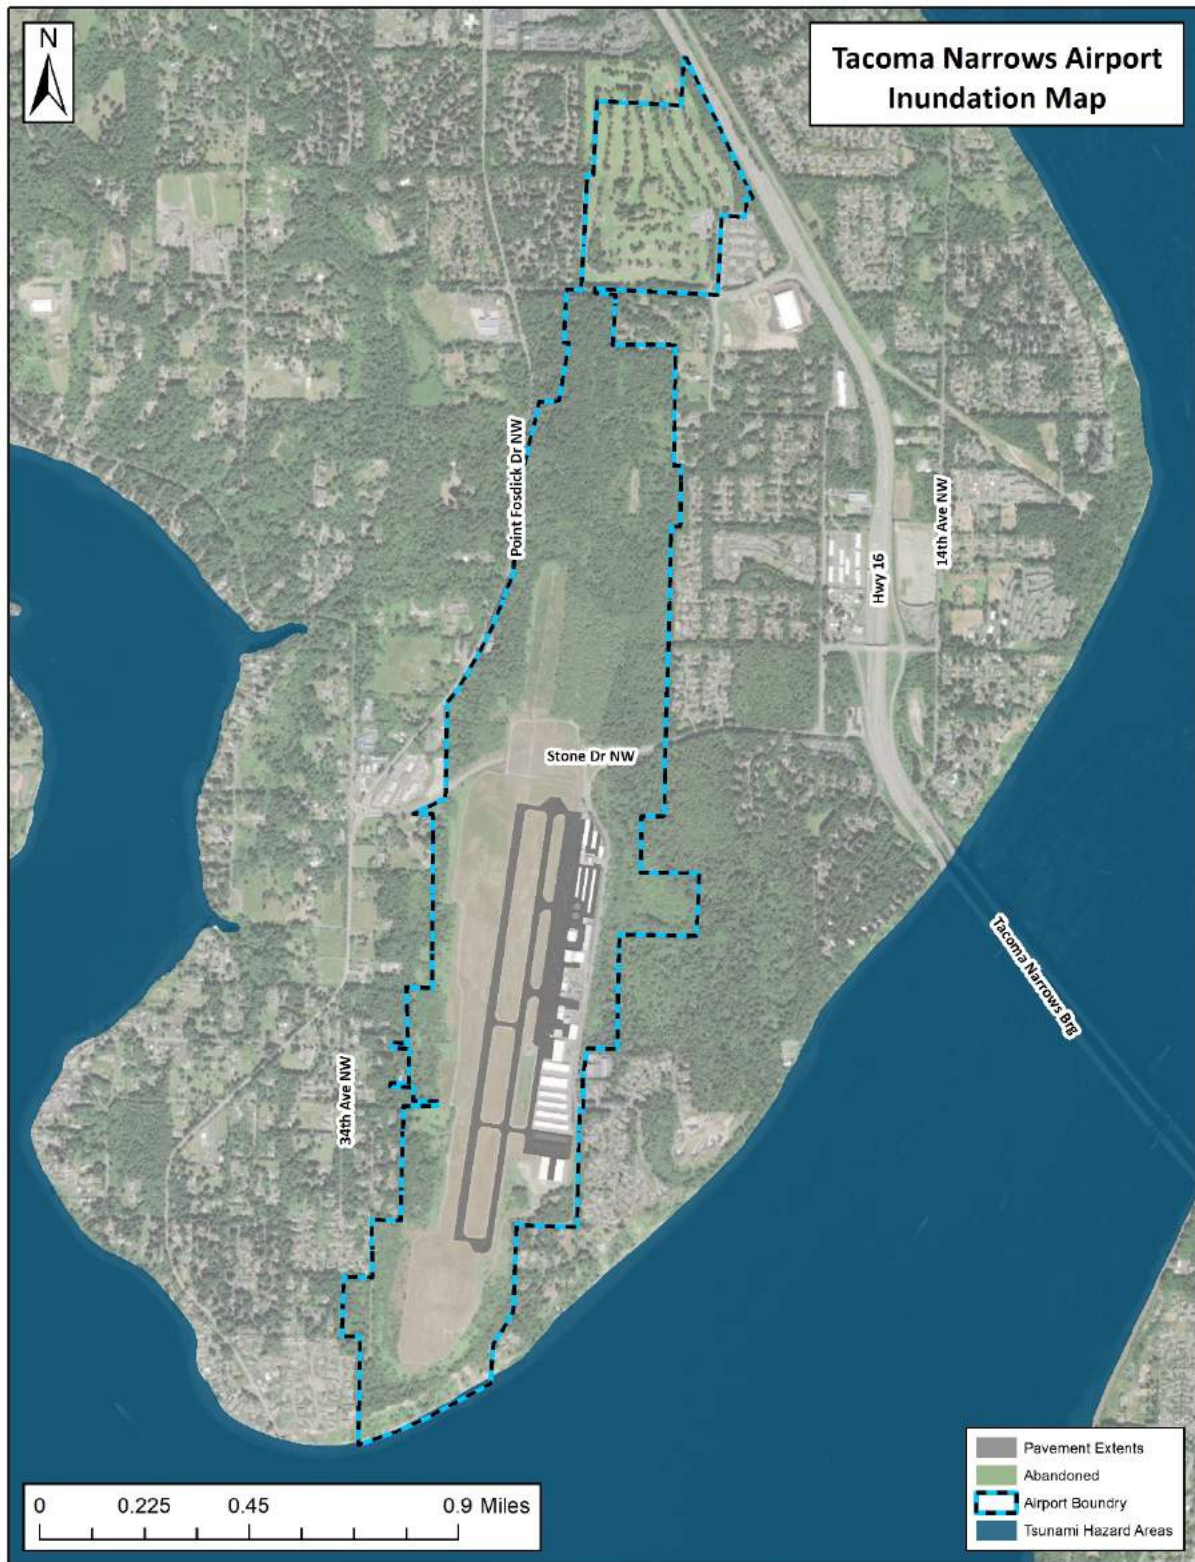 N
Tacoma Narrows Airport
Inundation Map
Point Fosdick Dr NW
Hwy 16
14th Ave NW
Stone Dr NW
Tacoma Narrows Brg
34th Ave NW
0 0.225 0.45 0.9 Miles
Pavement Extents
Abandoned
Airport Boundry
Tsunami Hazard Areas